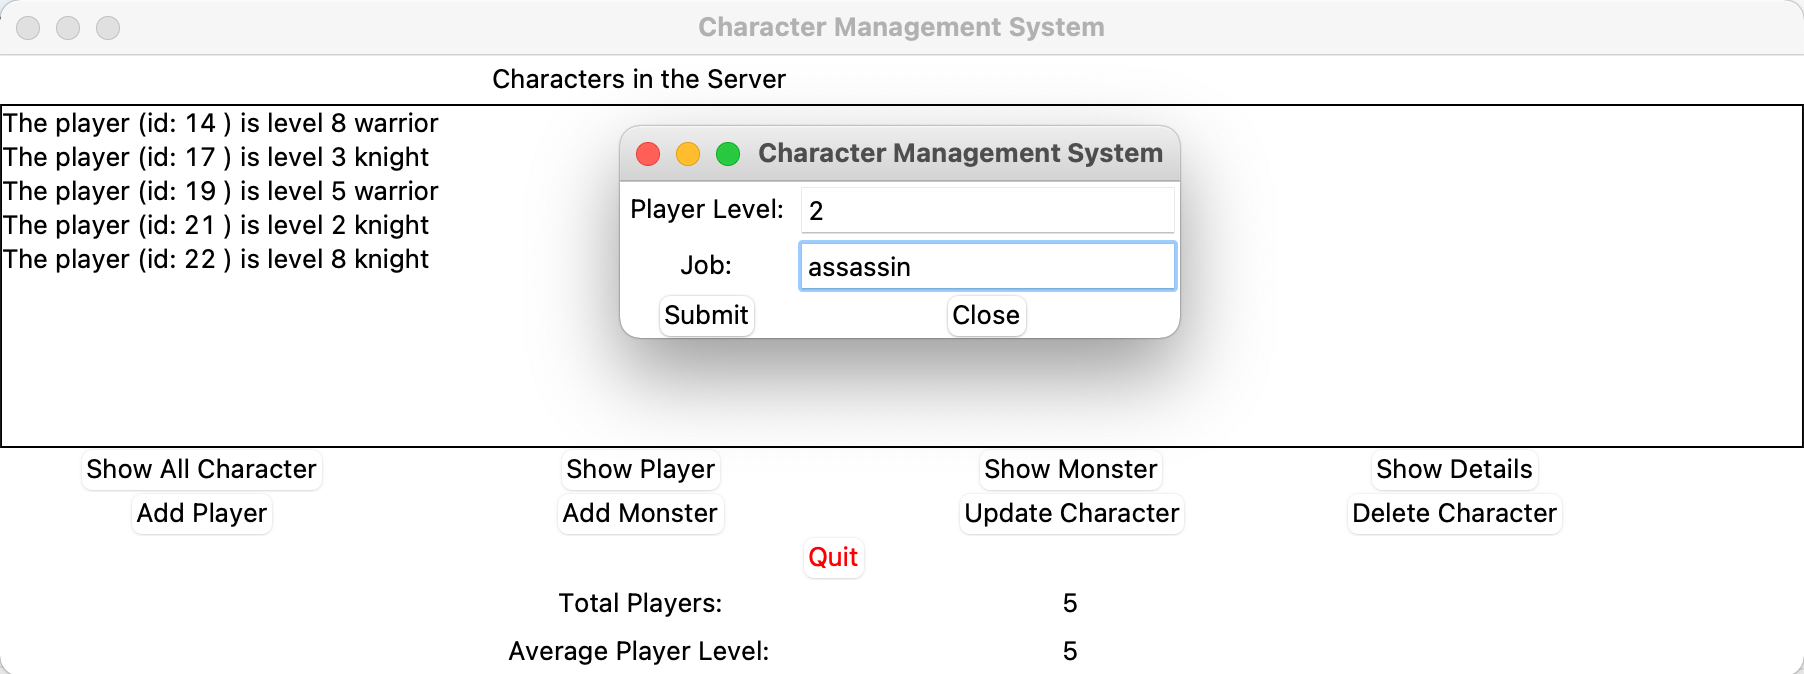 Character Management System
Characters in the Server
The player (id: 14 ) is level 8 warrior
The player (id: 17 ) is level 3 knight
The player (id: 19 ) is level 5 warrior
The player (id: 21 ) is level 2 knight
The player (id: 22 ) is level 8 knight
Character Management System
Player Level: 2
Job: assassin
Submit Close
Show All Character Show Player Show Monster Show Details
Add Player Add Monster Update Character Delete Character
Quit
Total Players: 5
Average Player Level: 5